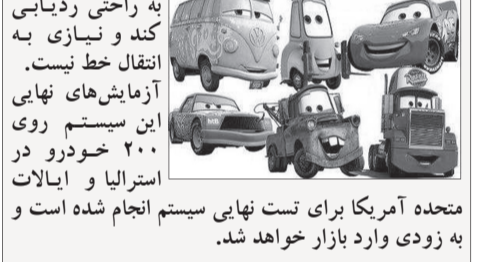 به راحتی ردیابی
کند و نیازی به
انتقال خط نیست.
آزمایش‌های نهایی
این سیستم روی
۲۰۰ خودرو در
استرالیا و ایالات
متحده آمریکا برای تست نهایی سیستم انجام شده است و
به زودی وارد بازار خواهد شد.